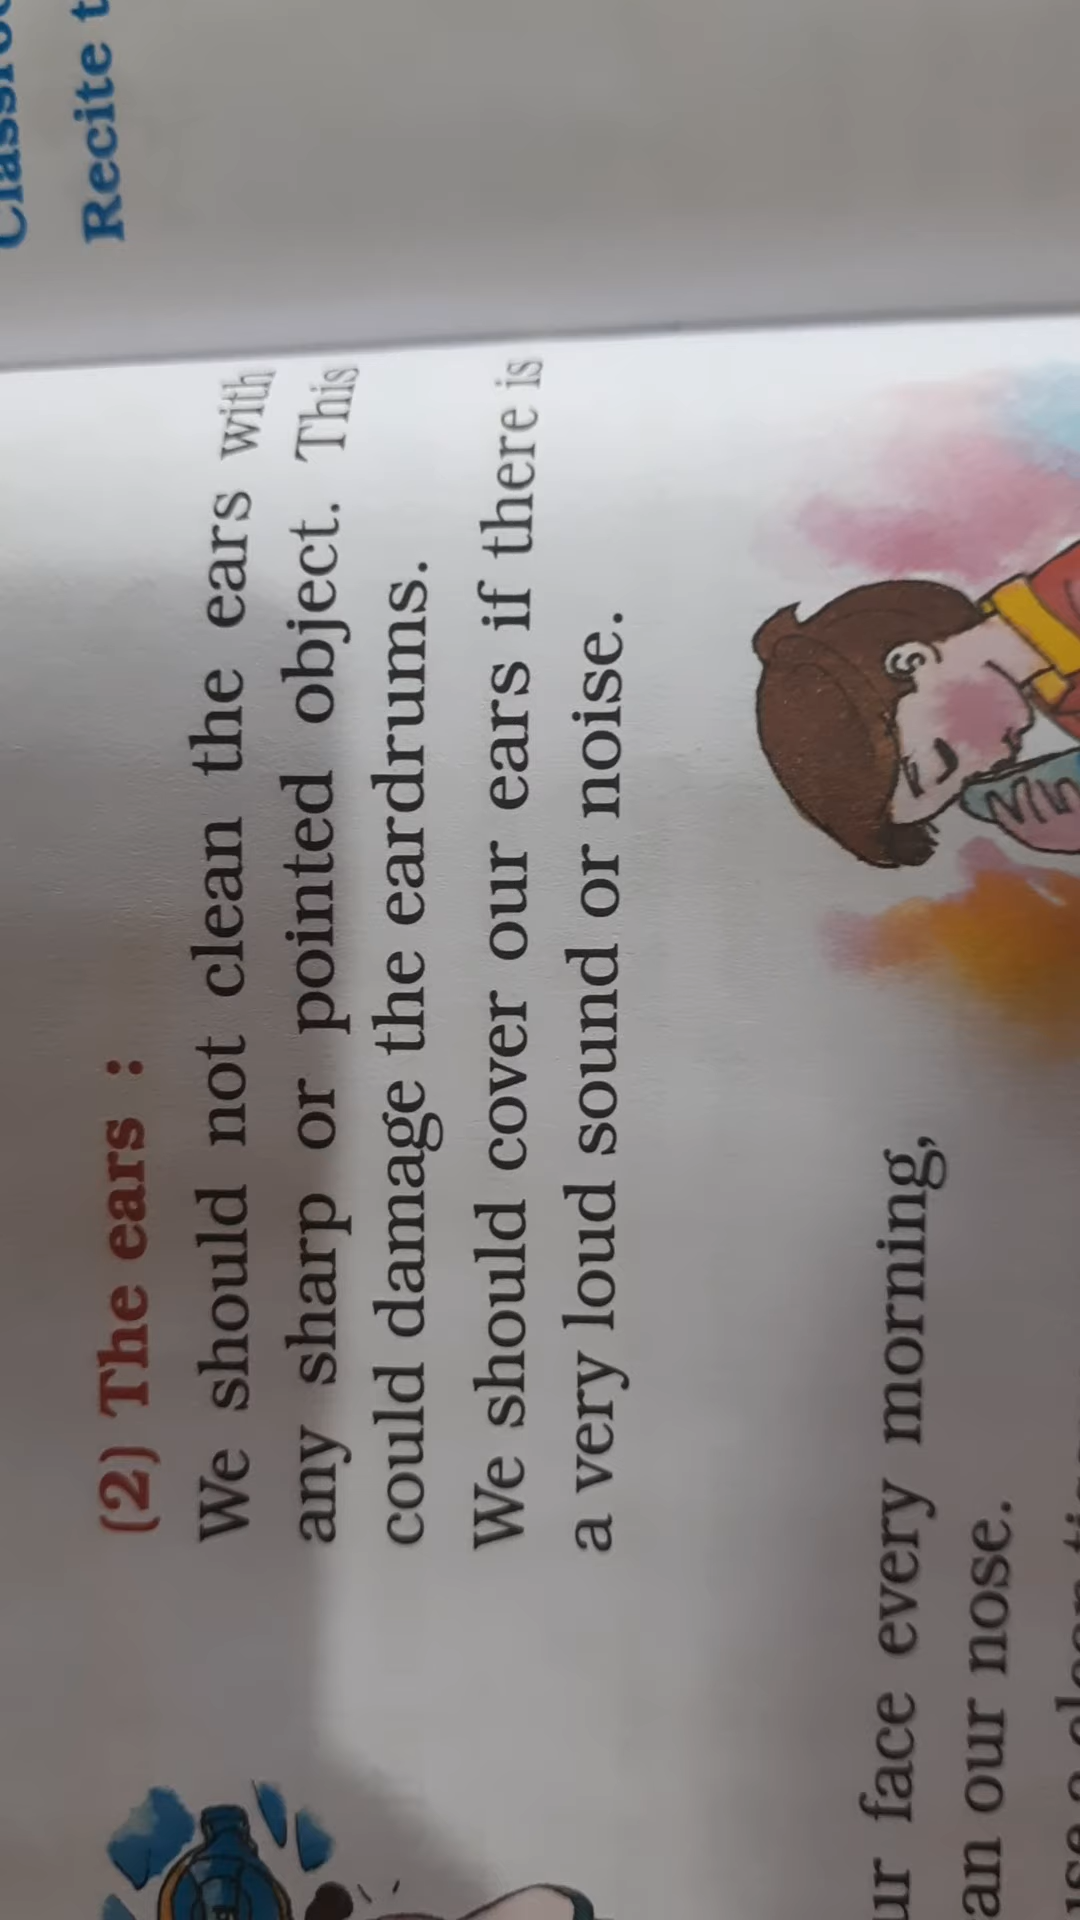 Recite
(2) The ears :
We should not clean the ears with
any sharp or pointed object. This
could damage the eardrums.
We should cover our ears if there is
a very loud sound or noise.
face every morning,
our nose.